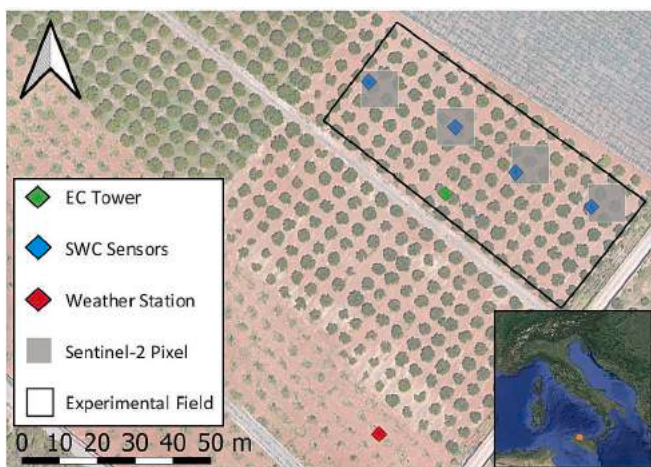 EC Tower
SWC Sensors
Weather Station
Sentinel-2 Pixel
Experimental Field
0 10 20 30 40 50 m